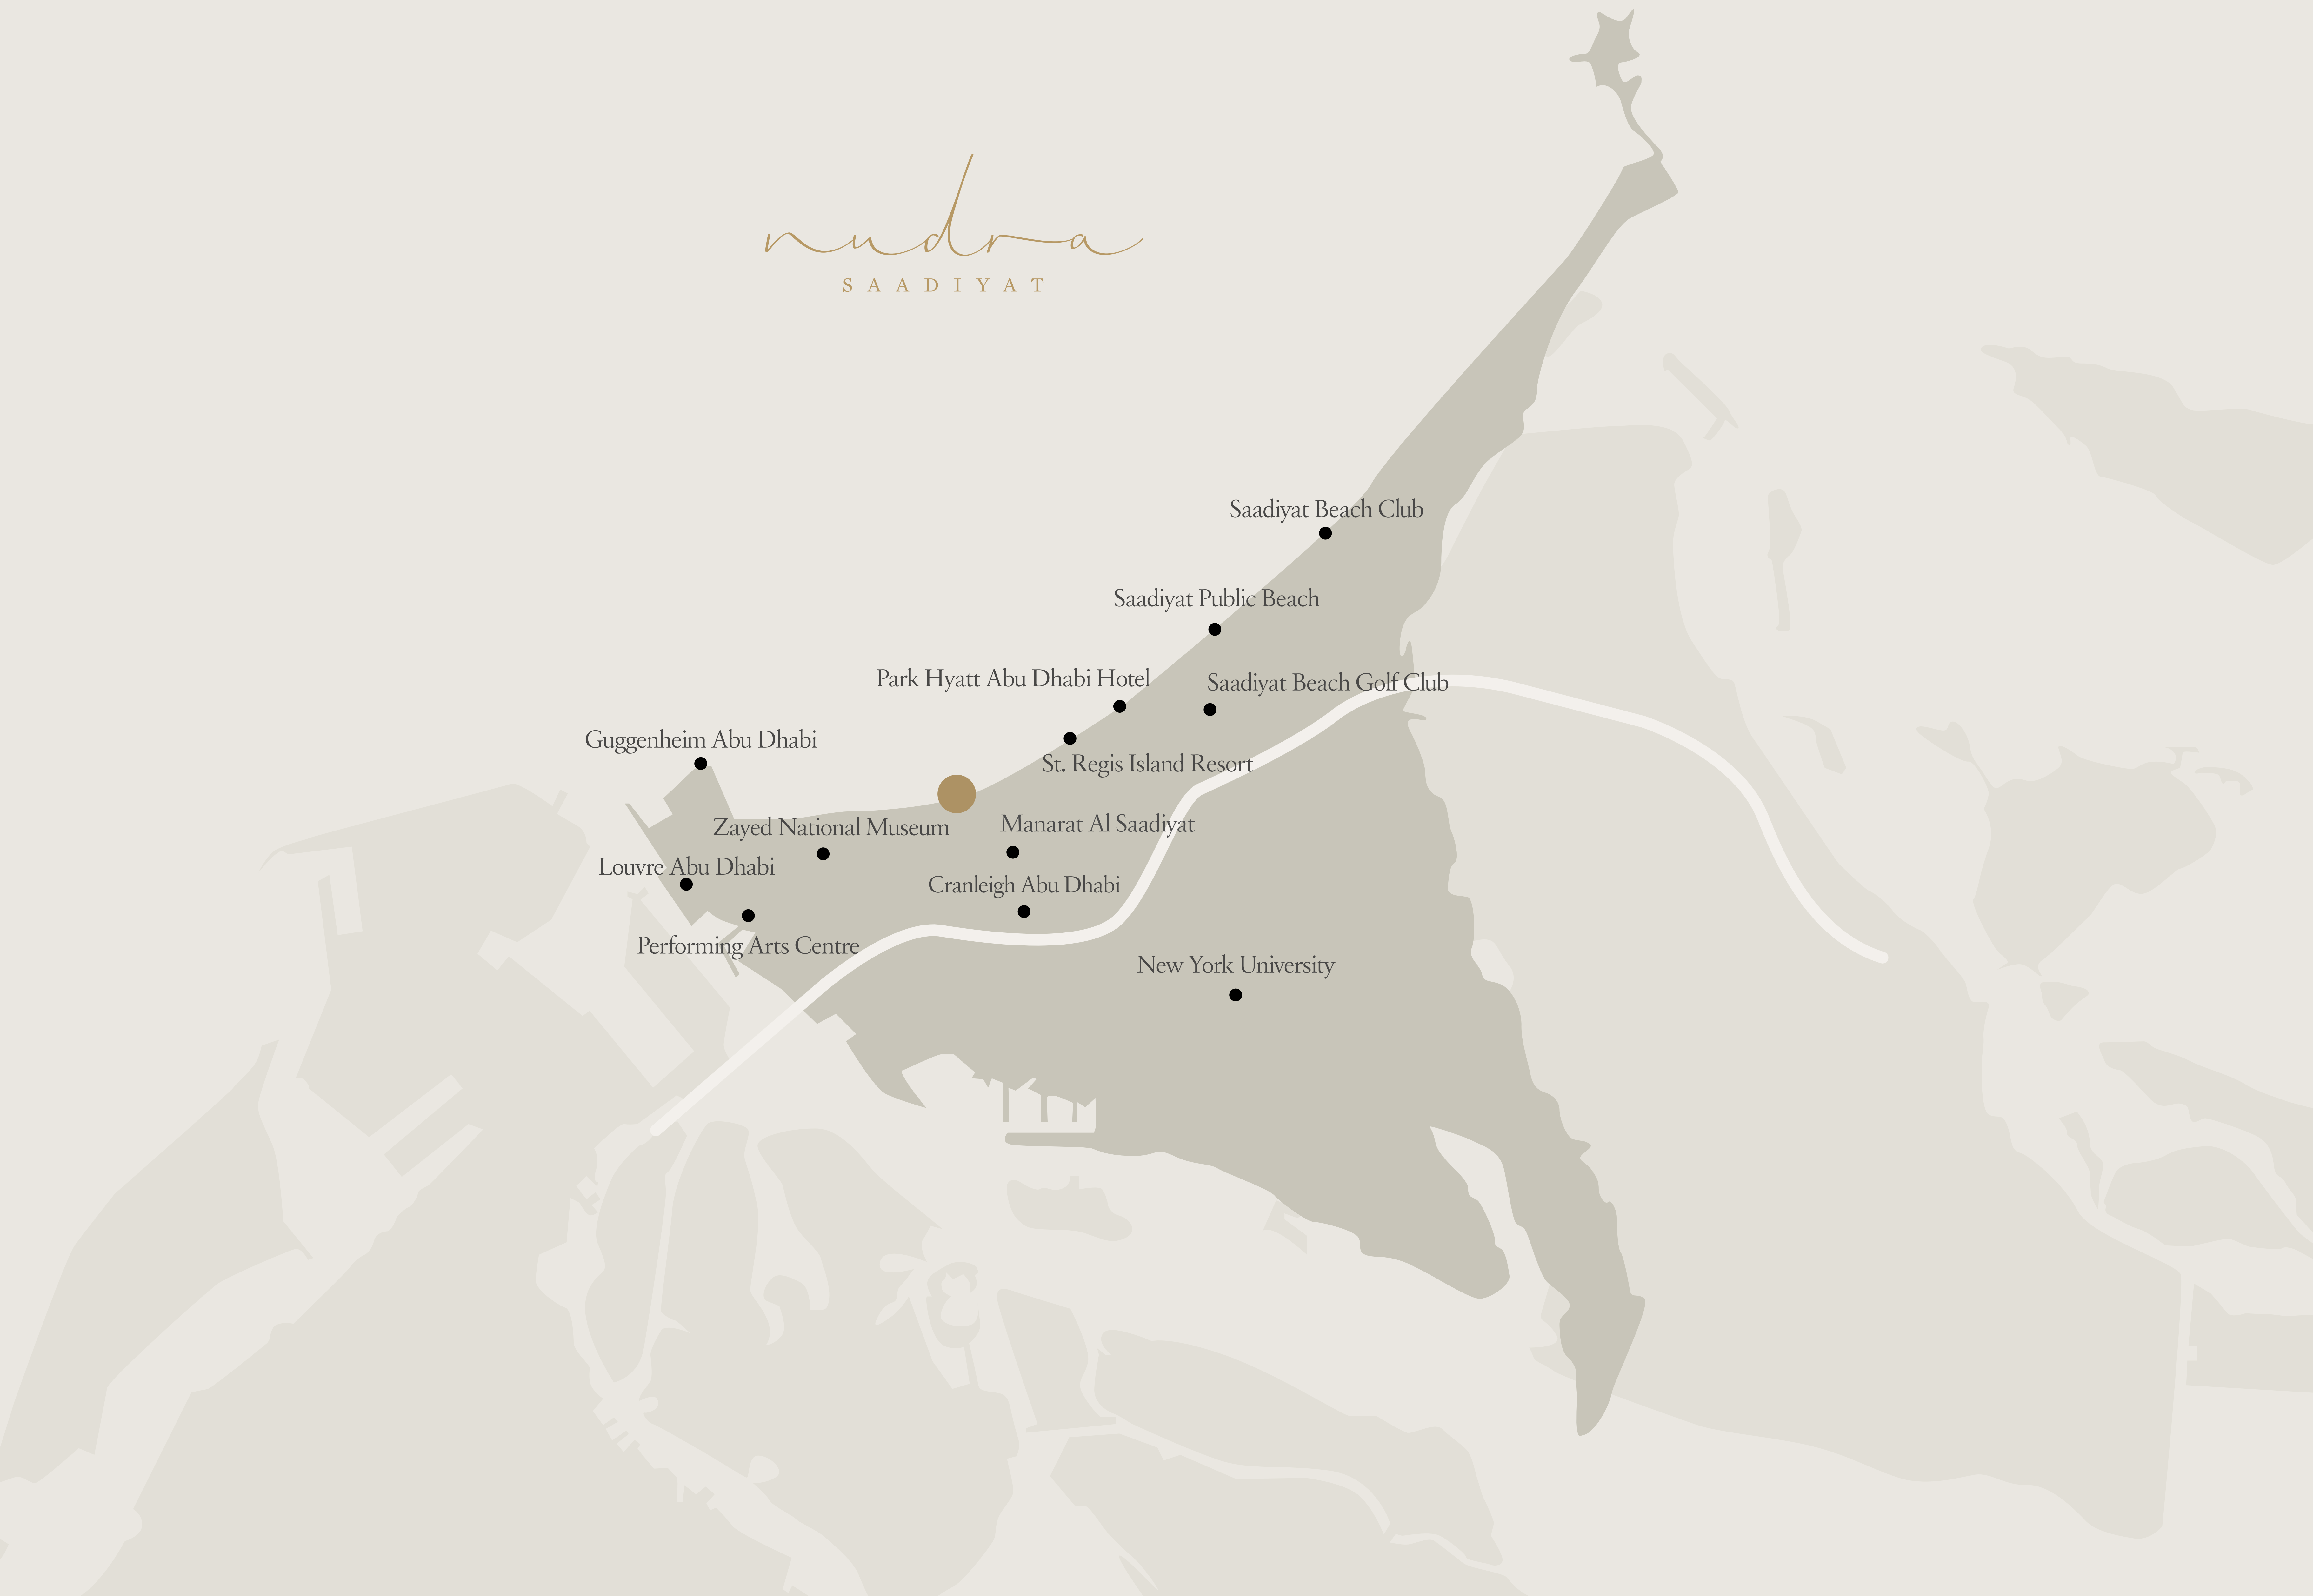 nudra
SAADIYAT
Saadiyat Beach Club
Saadiyat Public Beach
Park Hyatt Abu Dhabi Hotel
Saadiyat Beach Golf Club
Guggenheim Abu Dhabi
St. Regis Island Resort
Zayed National Museum
Manarat Al Saadiyat
Louvre Abu Dhabi
Cranleigh Abu Dhabi
Performing Arts Centre
New York University